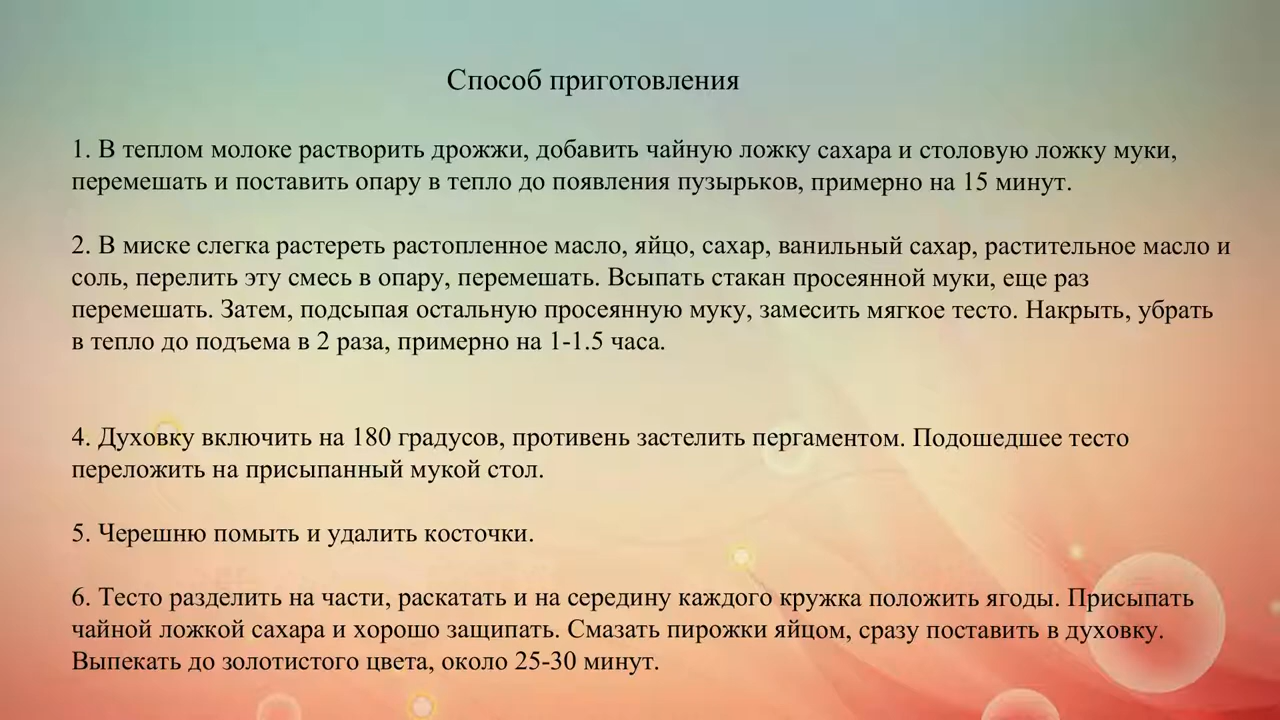 Способ приготовления
1. В теплом молоке растворить дрожжи, добавить чайную ложку сахара и столовую ложку муки,
перемешать и поставить опару в тепло до появления пузырьков, примерно на 15 минут.
2. В миске слегка растереть растопленное масло, яйцо, сахар, ванильный сахар, растительное масло и
соль, перелить эту смесь в опару, перемешать. Всыпать стакан просеянной муки, еще раз
перемешать. Затем, подсыпая остальную просеянную муку, замесить мягкое тесто. Накрыть, убрать
в тепло до подъема в 2 раза, примерно на 1-1.5 часа.
4. Духовку включить на 180 градусов, противень застелить пергаментом. Подошедшее тесто
переложить на присыпанный мукой стол.
5. Черешню помыть и удалить косточки.
6. Тесто разделить на части, раскатать и на середину каждого кружка положить ягоды. Присыпать
чайной ложкой сахара и хорошо защипать. Смазать пирожки яйцом, сразу поставить в духовку.
Выпекать до золотистого цвета, около 25-30 минут.